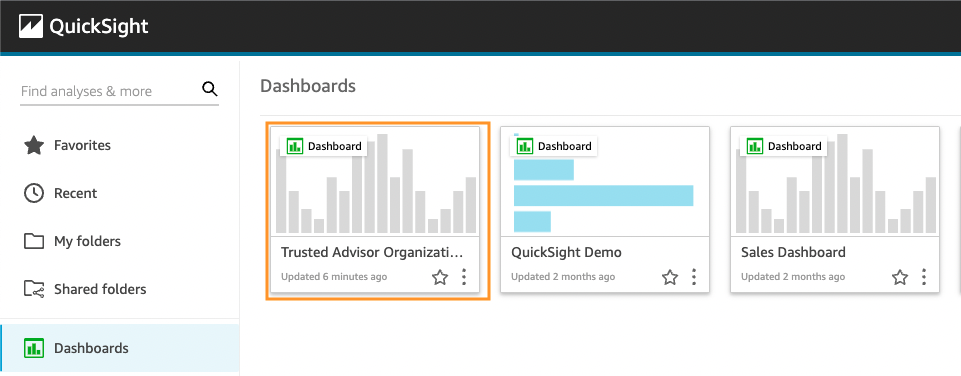 QuickSight
Find analyses & more
Favorites
Recent
My folders
Shared folders
Dashboards
Dashboards
Dashboard
Trusted Advisor Organizati...
Updated 6 minutes ago
Dashboard
QuickSight Demo
Updated 2 months ago
Dashboard
Sales Dashboard
Updated 2 months ago